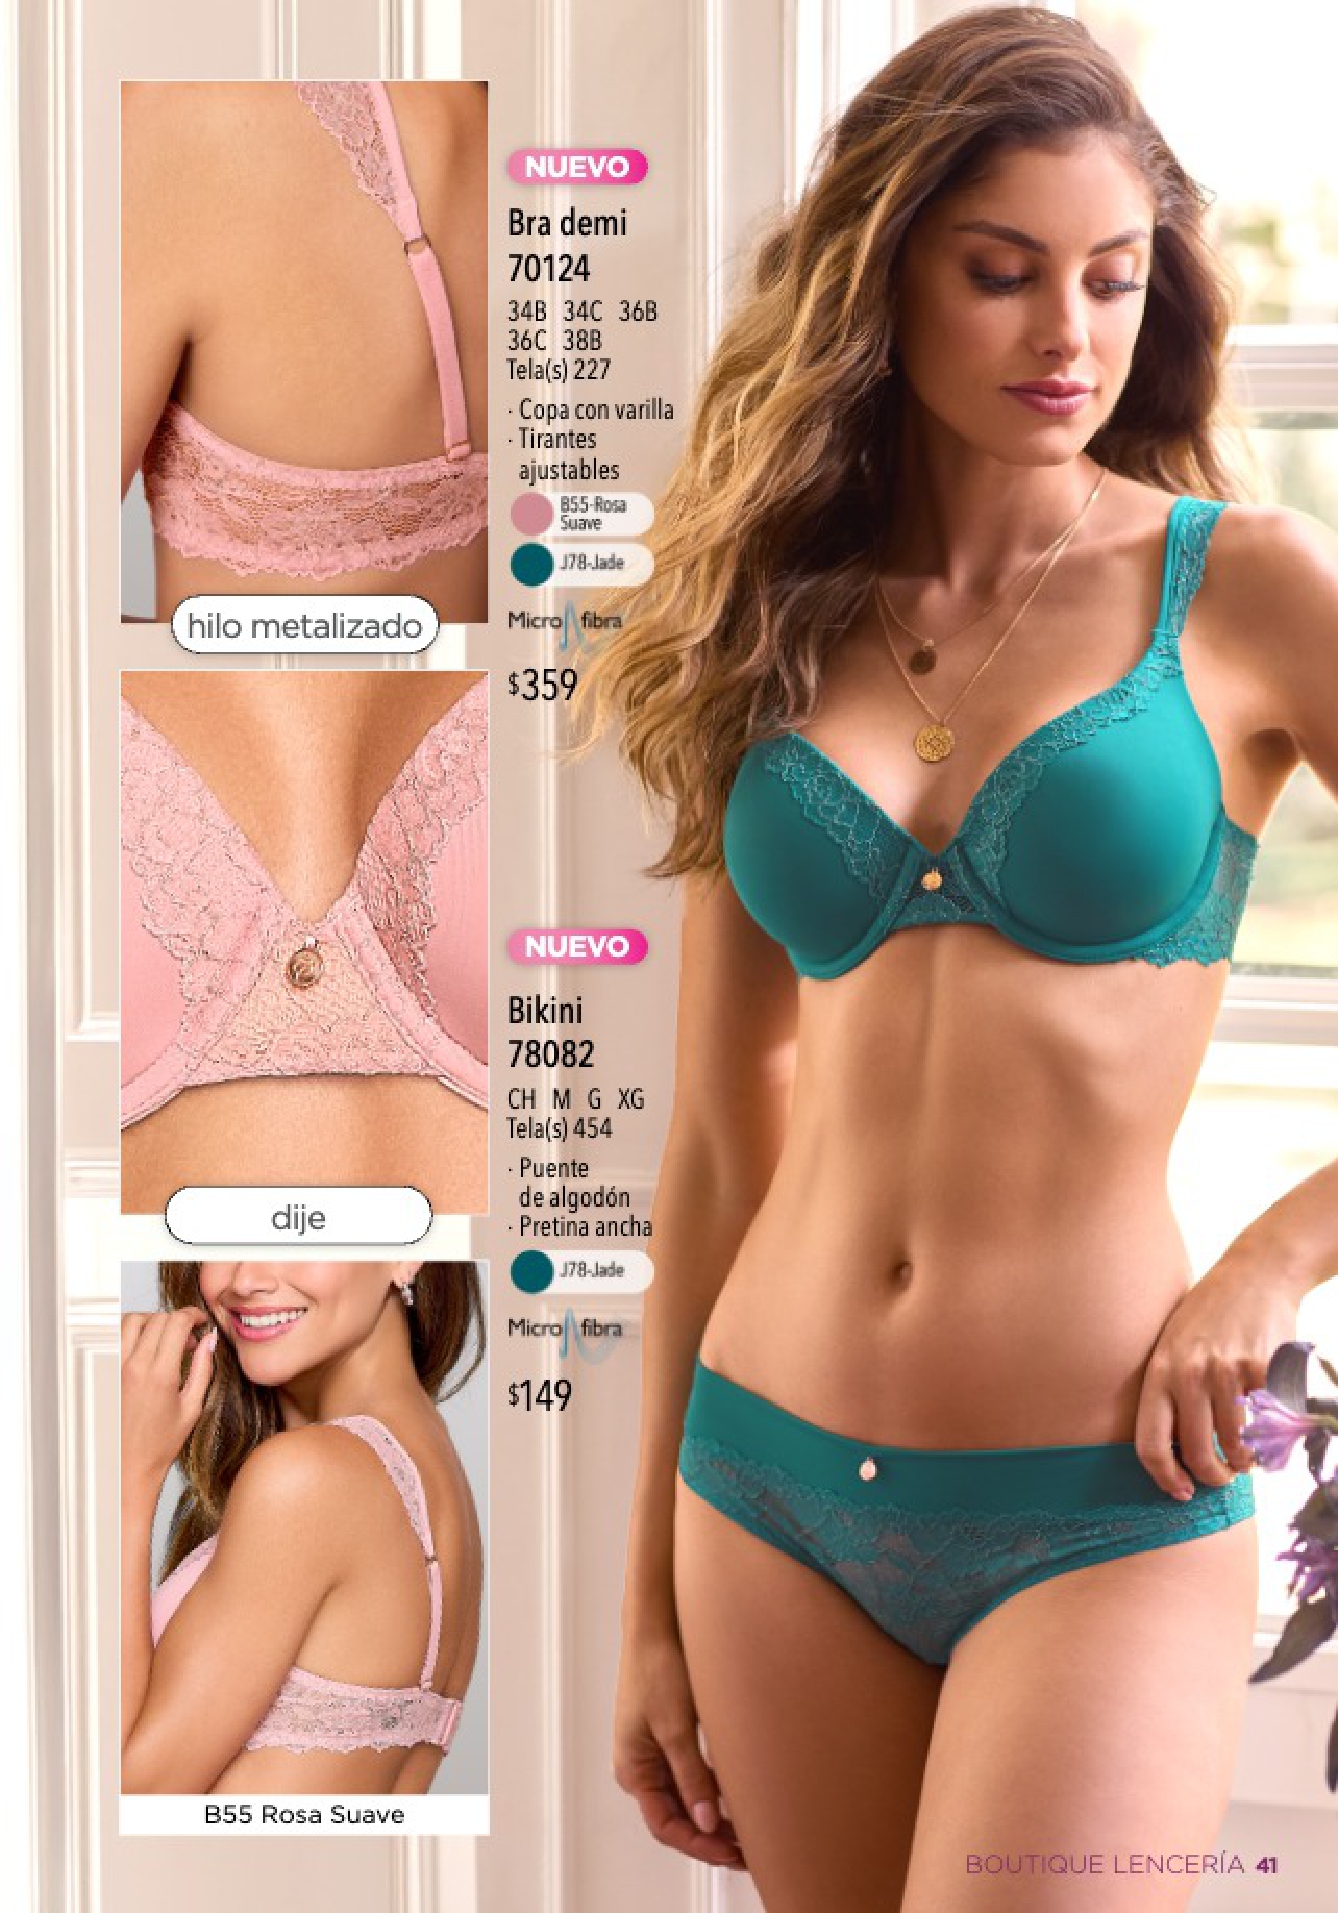 NUEVO
Bra demi
70124
34B 34C 36B
36C 38B
Tela(s) 227
· Copa con varilla
· Tirantes
ajustables
B55-Rosa
Suave
J78-Jade
Micro fibra
$359
hilo metalizado
dije
NUEVO
Bikini
78082
CH M G XG
Tela(s) 454
· Puente
de algodón
· Pretina ancha
J78-Jade
Micro fibra
$149
B55 Rosa Suave
BOUTIQUE LENCERÍA 41